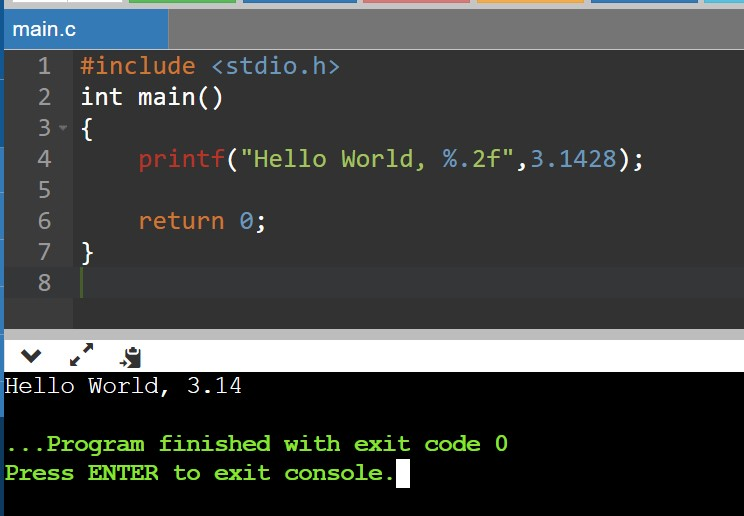 main.c
1 #include <stdio.h>
2 int main()
3 {
4     printf("Hello World, %.2f",3.1428);
5
6     return 0;
7 }
8
Hello World, 3.14
...Program finished with exit code 0
Press ENTER to exit console.